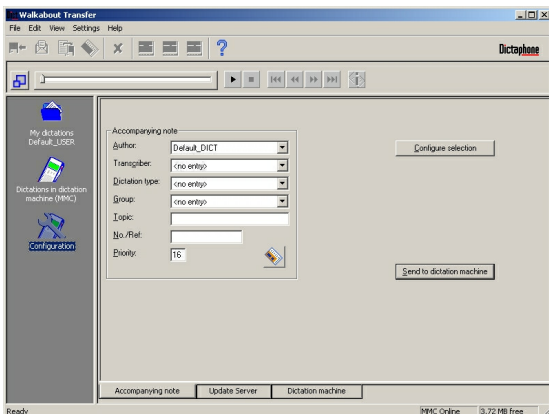 Walkabout Transfer
File Edit View Settings Help
Dictaphone
My dictations
Default_USER
Dictations in dictation
machine (MMC)
Configuration
Accompanying note
Author: Default_DICT
Transcriber: <no entry>
Dictation type: <no entry>
Group: <no entry>
Topic:
No./Ref:
Priority: 16
Configure selection
Send to dictation machine
Accompanying note Update Server Dictation machine
Ready MMC Online 3.72 MB free